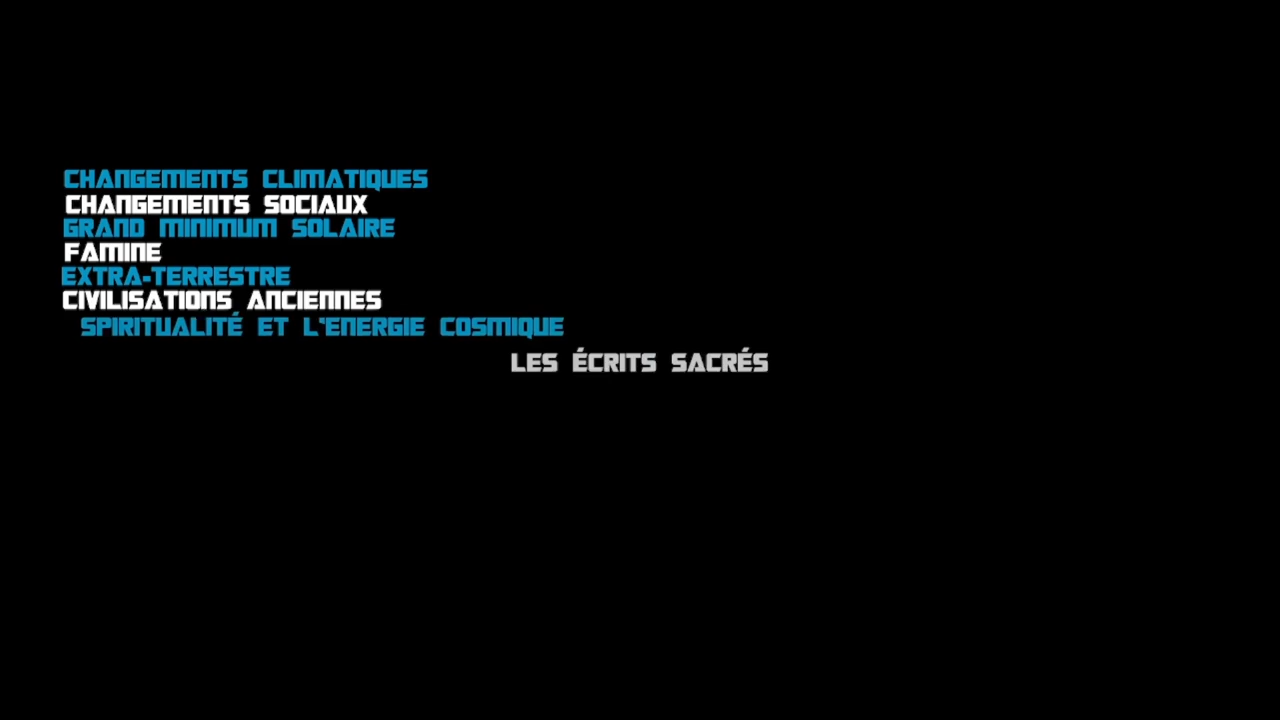 CHANGEMENTS CLIMATIQUES
CHANGEMENTS SOCIAUX
GRAND MINIMUM SOLAIRE
FAMINE
EXTRA-TERRESTRE
CIVILISATIONS ANCIENNES
SPIRITUALITÉ ET L'ENERGIE COSMIQUE
LES ÉCRITS SACRÉS